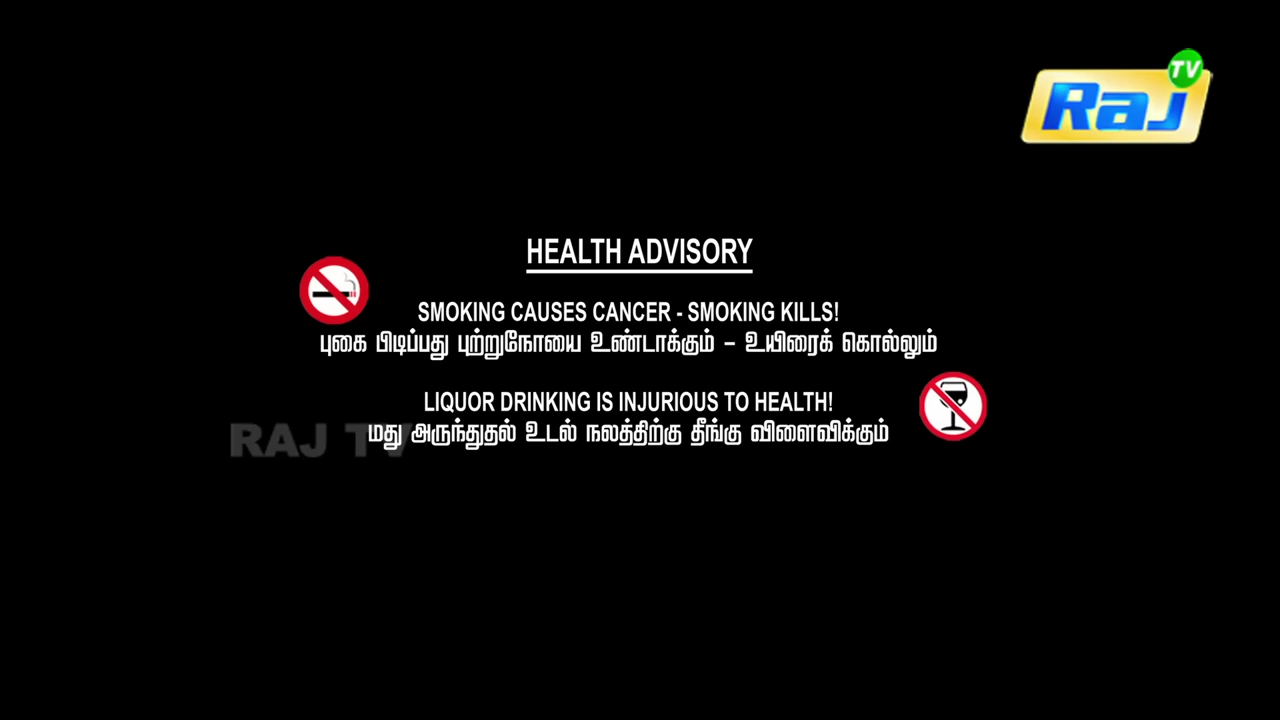 Raj TV
HEALTH ADVISORY
SMOKING CAUSES CANCER - SMOKING KILLS!
புகை பிடிப்பது புற்றுநோயை உண்டாக்கும் – உயிரைக் கொல்லும்
LIQUOR DRINKING IS INJURIOUS TO HEALTH!
மது அருந்துதல் உடல் நலத்திற்கு தீங்கு விளைவிக்கும்
RAJ TV